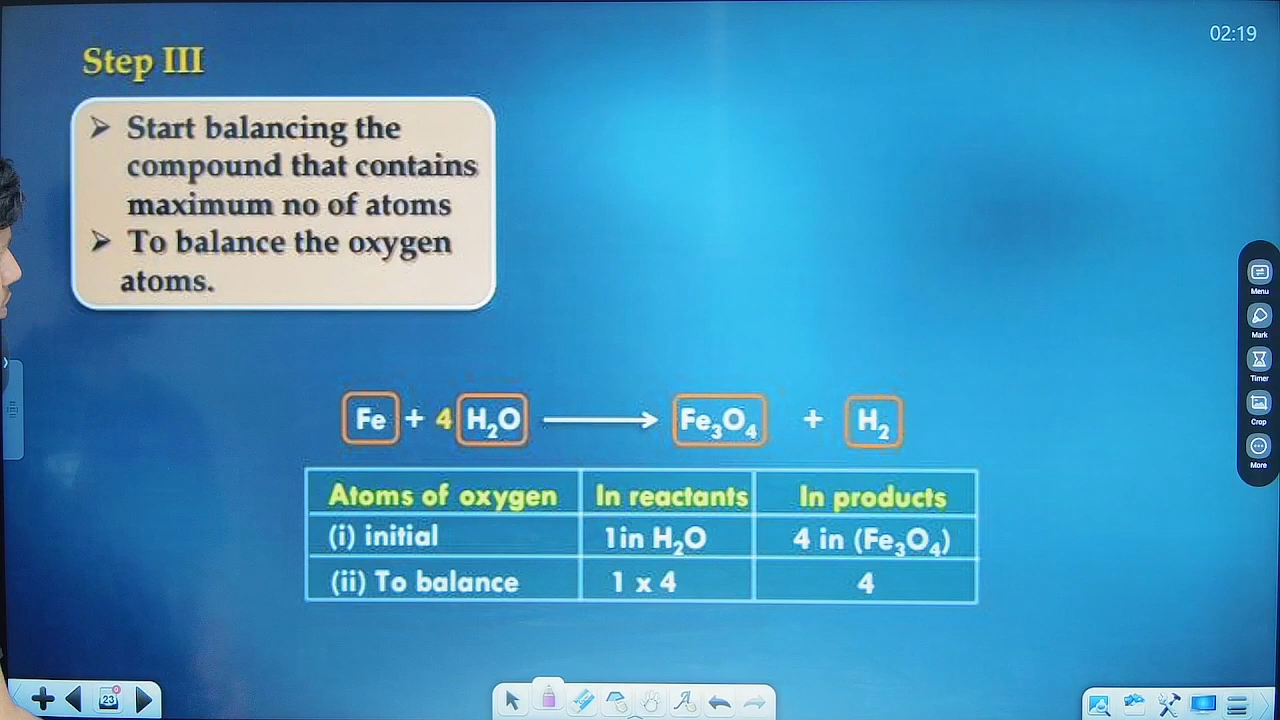 02:19
Step III
➤ Start balancing the
compound that contains
maximum no of atoms
➤ To balance the oxygen
atoms.
Fe + 4 H₂O ⟶ Fe₃O₄ + H₂
Atoms of oxygen In reactants In products
(i) initial 1in H₂O 4 in (Fe₃O₄)
(ii) To balance 1 x 4 4
Menu
Mark
Timer
Crop
More
23